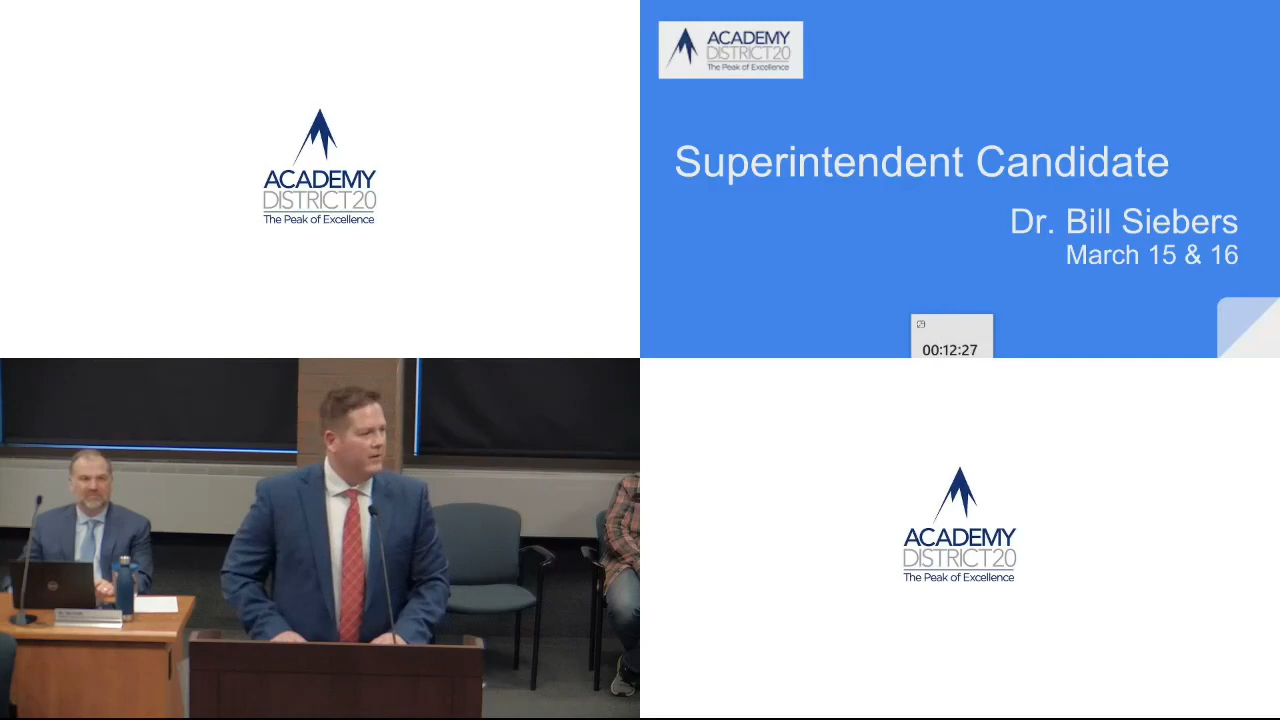 ACADEMY
DISTRICT20
The Peak of Excellence
ACADEMY
DISTRICT20
The Peak of Excellence
Superintendent Candidate
Dr. Bill Siebers
March 15 & 16
00:12:27
ACADEMY
DISTRICT20
The Peak of Excellence